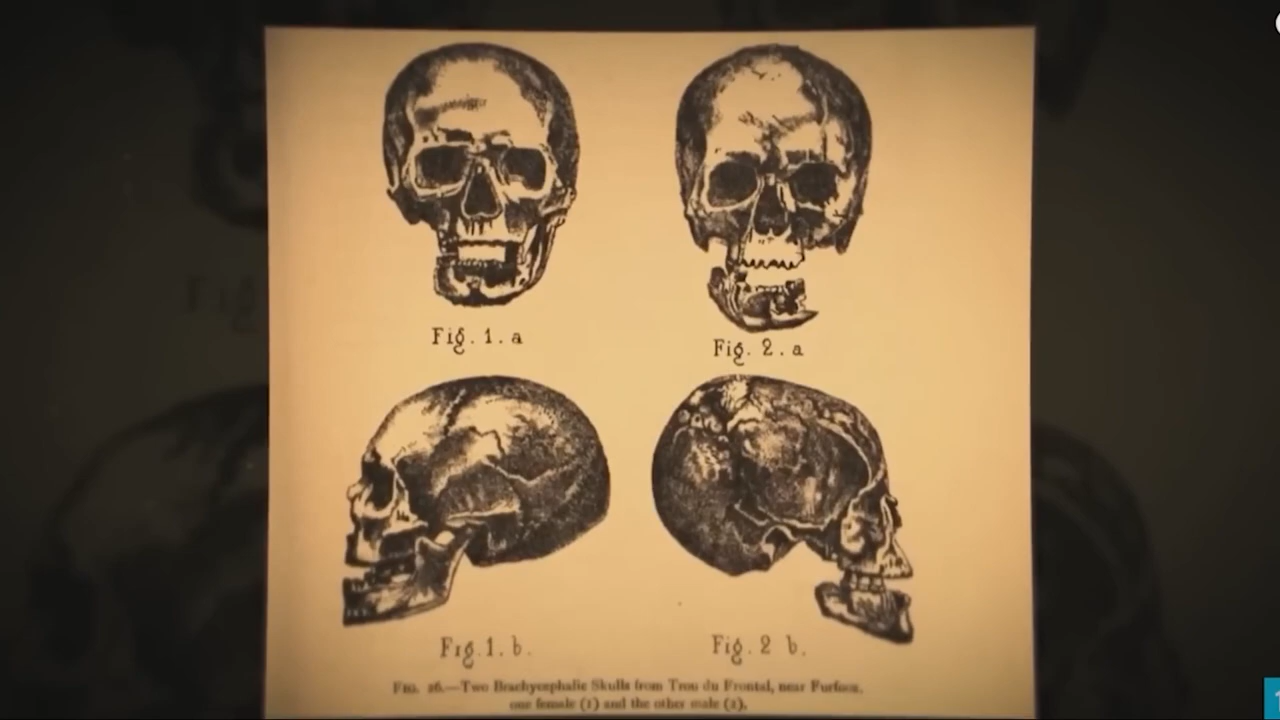 Fig. 1. a
Fig. 2. a
Fig. 1. b.
Fig. 2 b.
FIG. 26.—Two Brachycephalic Skulls from Trou du Frontal, near Furfooz,
one female (1) and the other male (2).